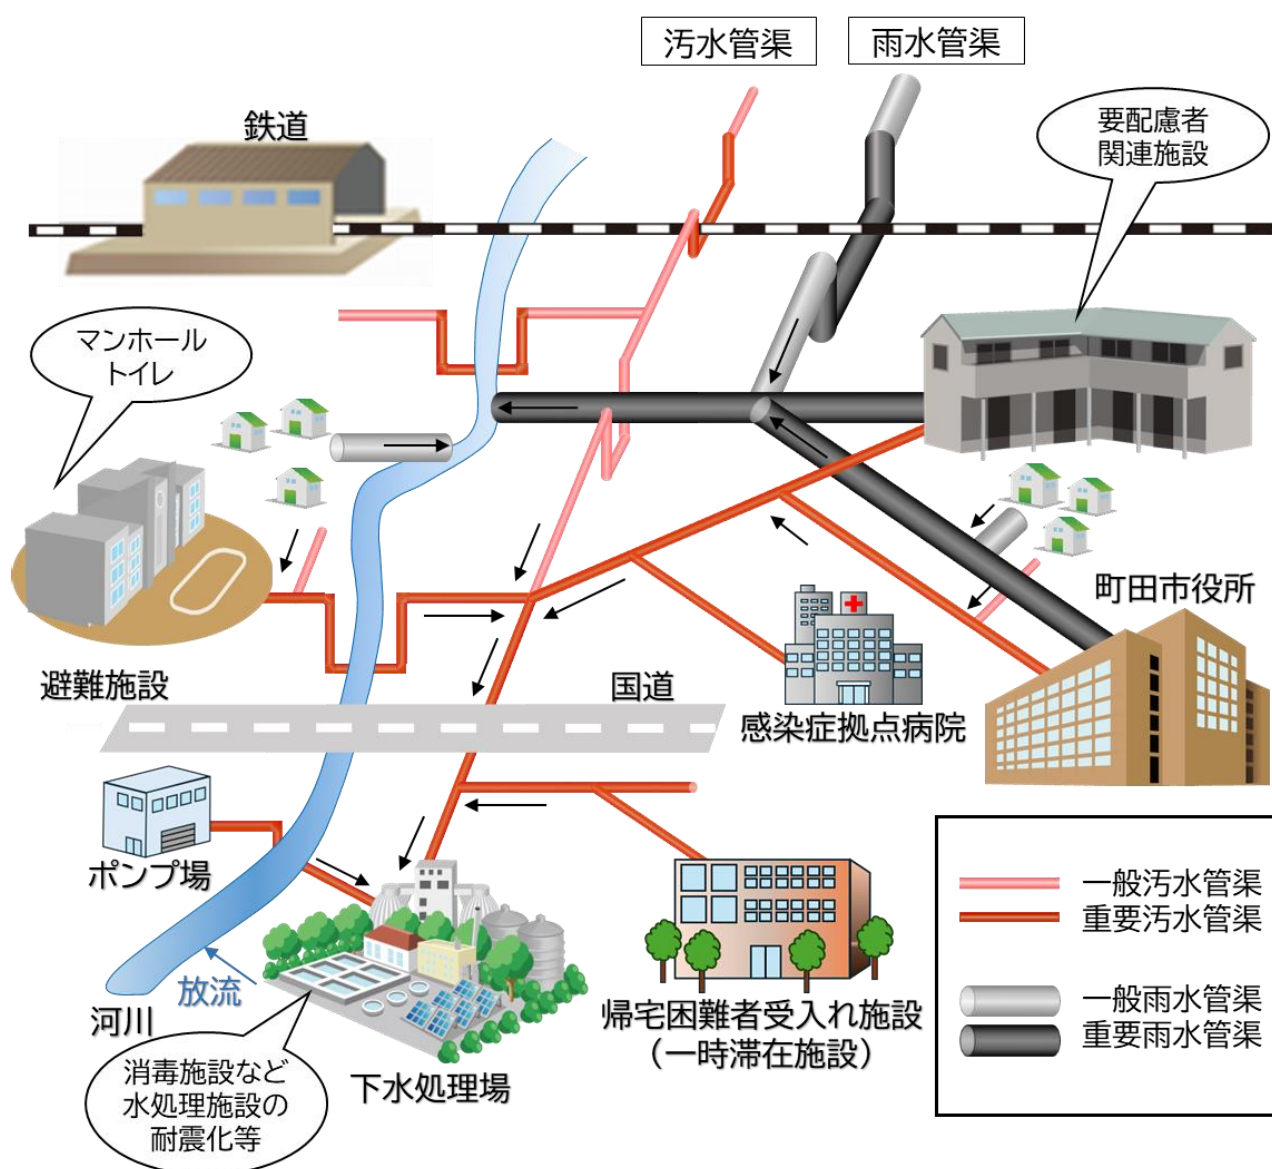 汚水管渠
雨水管渠
鉄道
要配慮者
関連施設
マンホール
トイレ
町田市役所
避難施設
国道
感染症拠点病院
ポンプ場
一般汚水管渠
重要汚水管渠
放流
河川
一般雨水管渠
重要雨水管渠
帰宅困難者受入れ施設
（一時滞在施設）
消毒施設など
水処理施設の
耐震化等
下水処理場